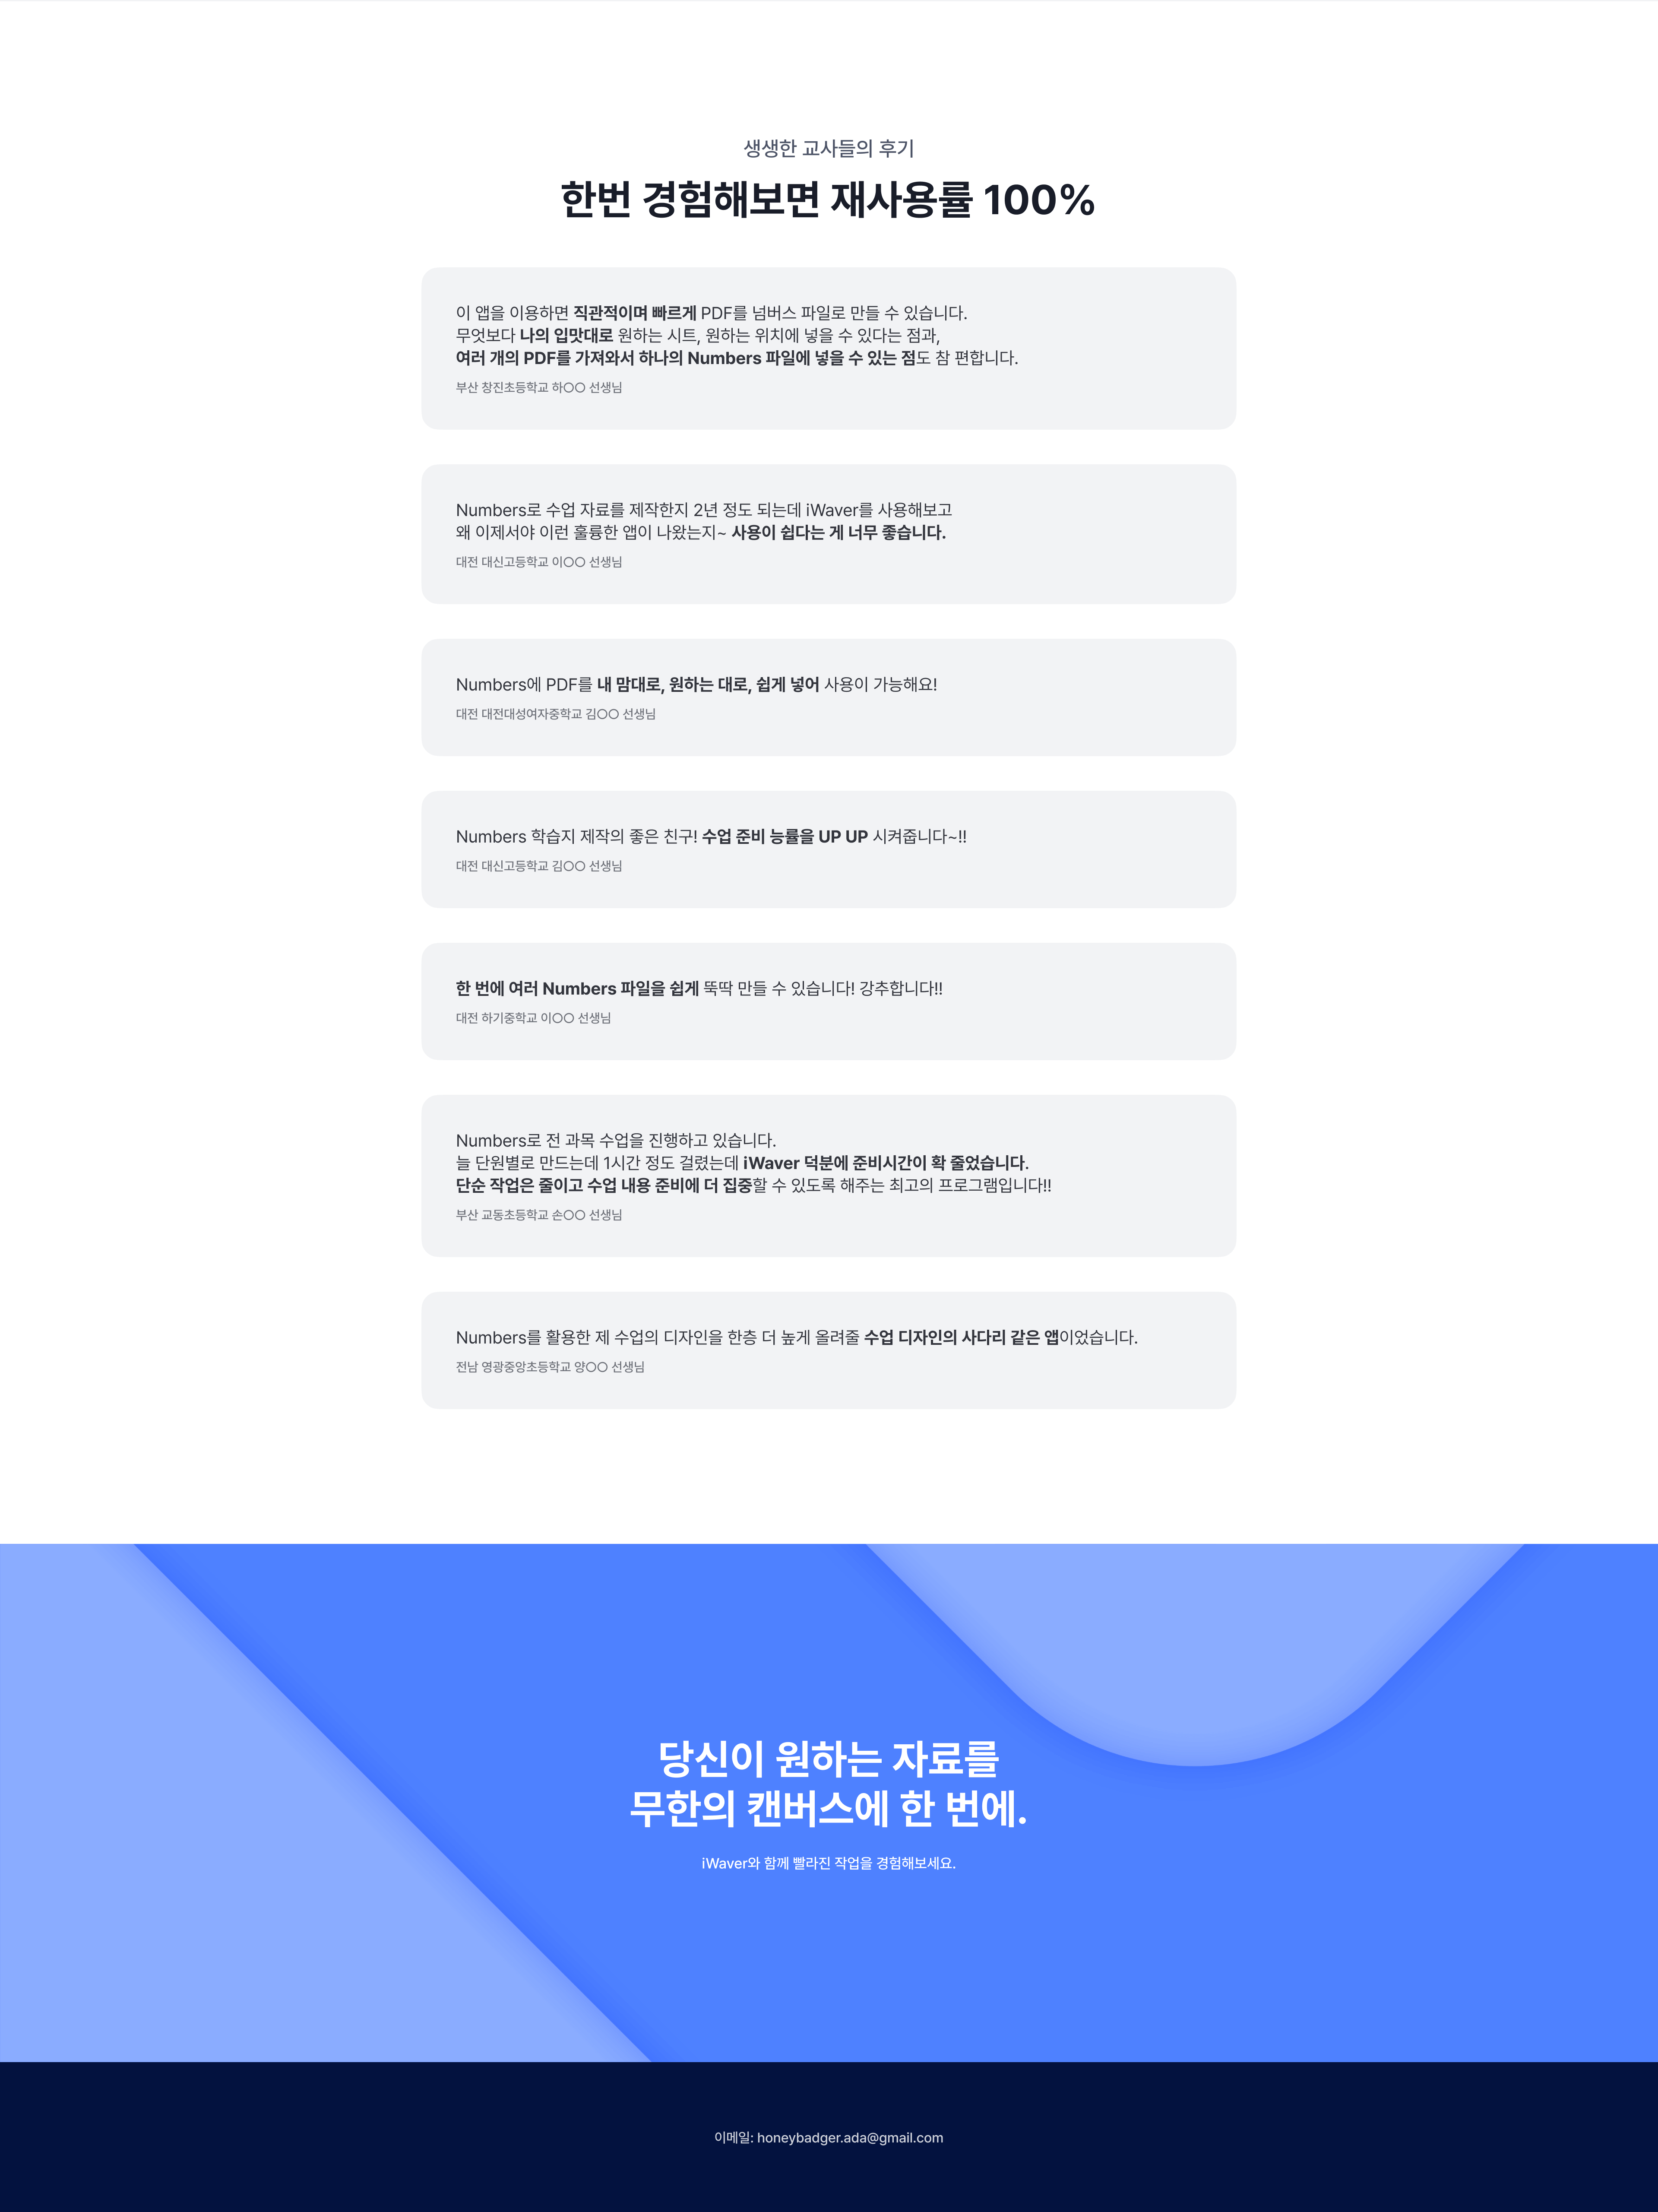 생생한 교사들의 후기
한번 경험해보면 재사용률 100%
이 앱을 이용하면 직관적이며 빠르게 PDF를 넘버스 파일로 만들 수 있습니다.
무엇보다 나의 입맛대로 원하는 시트, 원하는 위치에 넣을 수 있다는 점과,
여러 개의 PDF를 가져와서 하나의 Numbers 파일에 넣을 수 있는 점도 참 편합니다.
부산 창진초등학교 하○○ 선생님
Numbers로 수업 자료를 제작한지 2년 정도 되는데 iWaver를 사용해보고
왜 이제서야 이런 훌륭한 앱이 나왔는지~ 사용이 쉽다는 게 너무 좋습니다.
대전 대신고등학교 이○○ 선생님
Numbers에 PDF를 내 맘대로, 원하는 대로, 쉽게 넣어 사용이 가능해요!
대전 대전대성여자중학교 김○○ 선생님
Numbers 학습지 제작의 좋은 친구! 수업 준비 능률을 UP UP 시켜줍니다~!!
대전 대신고등학교 김○○ 선생님
한 번에 여러 Numbers 파일을 쉽게 뚝딱 만들 수 있습니다! 강추합니다!!
대전 하기중학교 이○○ 선생님
Numbers로 전 과목 수업을 진행하고 있습니다.
늘 단원별로 만드는데 1시간 정도 걸렸는데 iWaver 덕분에 준비시간이 확 줄었습니다.
단순 작업은 줄이고 수업 내용 준비에 더 집중할 수 있도록 해주는 최고의 프로그램입니다!!
부산 교동초등학교 손○○ 선생님
Numbers를 활용한 제 수업의 디자인을 한층 더 높게 올려줄 수업 디자인의 사다리 같은 앱이었습니다.
전남 영광중앙초등학교 양○○ 선생님
당신이 원하는 자료를
무한의 캔버스에 한 번에.
iWaver와 함께 빨라진 작업을 경험해보세요.
이메일: honeybadger.ada@gmail.com